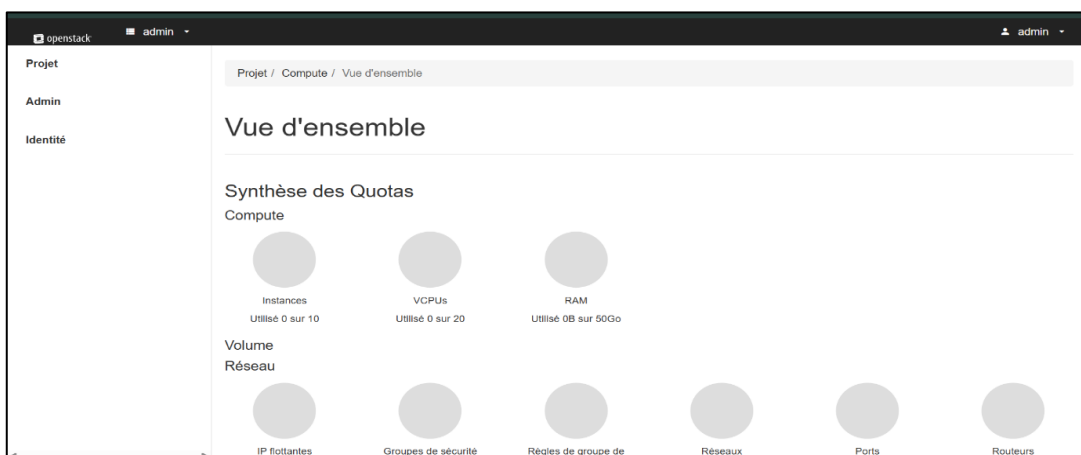 openstack. admin admin
Projet
Admin
Identité
Projet / Compute / Vue d'ensemble
Vue d'ensemble
Synthèse des Quotas
Compute
Instances VCPUs RAM
Utilisé 0 sur 10 Utilisé 0 sur 20 Utilisé 0B sur 50Go
Volume
Réseau
IP flottantes Groupes de sécurité Règles de groupe de Réseaux Ports Routeurs